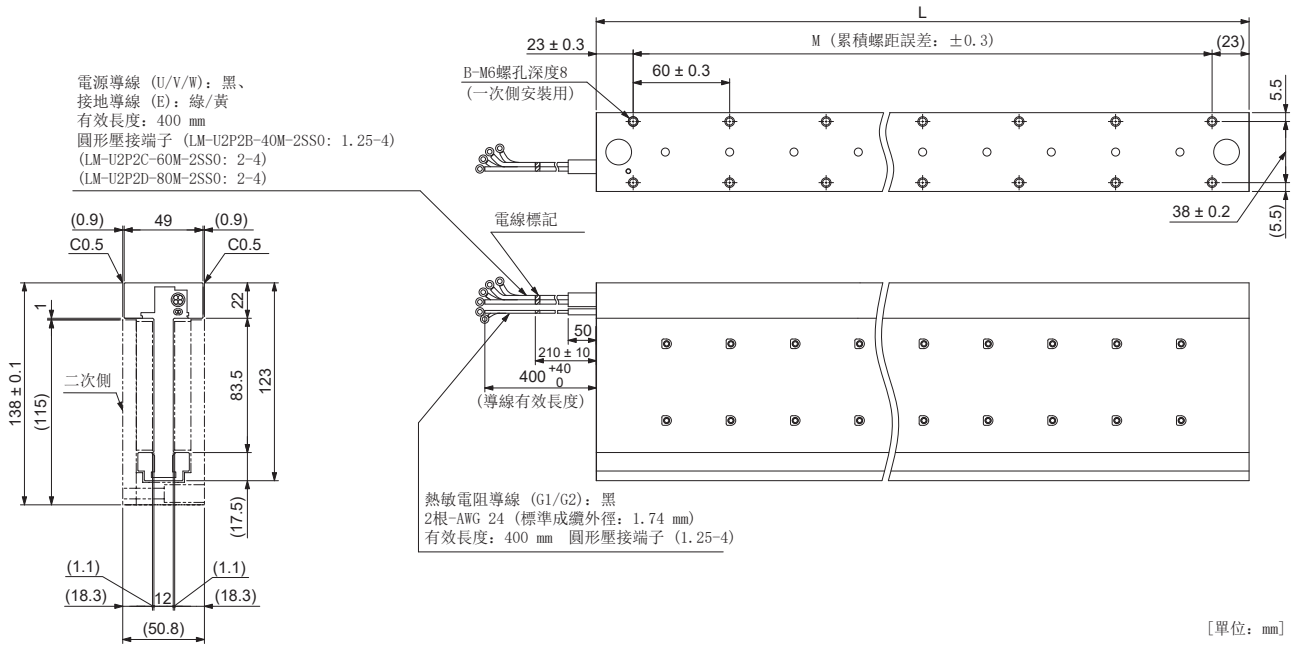 L
23 ± 0.3
M (累積螺距誤差: ±0.3)
(23)
B-M6螺孔深度8
(一次側安裝用)
60 ± 0.3
5.5
38 ± 0.2
(5.5)
電源導線 (U/V/W): 黑、
接地導線 (E): 綠/黃
有效長度: 400 mm
圓形壓接端子 (LM-U2P2B-40M-2SS0: 1.25-4)
(LM-U2P2C-60M-2SS0: 2-4)
(LM-U2P2D-80M-2SS0: 2-4)
電線標記
(0.9)
49
(0.9)
C0.5
C0.5
1
22
138 ± 0.1
(115)
二次側
83.5
123
(17.5)
50
210 ± 10
400 +40 0
(導線有效長度)
熱敏電阻導線 (G1/G2): 黑
2根-AWG 24 (標準成纜外徑: 1.74 mm)
有效長度: 400 mm 圓形壓接端子 (1.25-4)
(1.1)
(1.1)
(18.3)
12
(18.3)
(50.8)
[單位: mm]